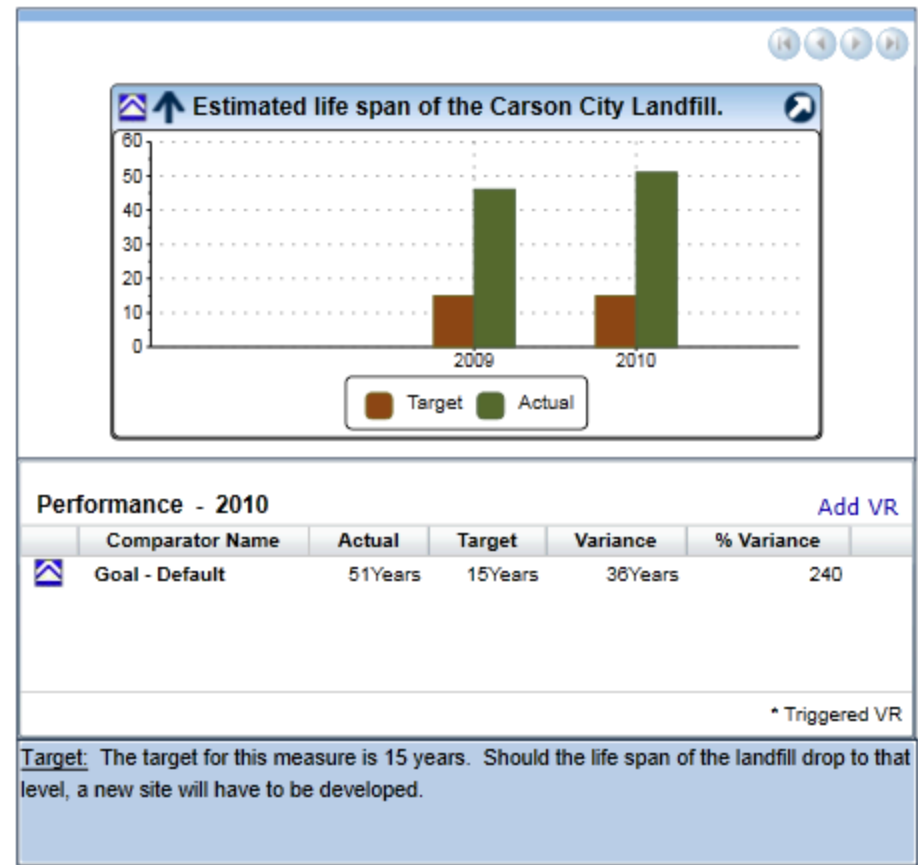 Estimated life span of the Carson City Landfill.
60
50
40
30
20
10
0
2009 2010
Target Actual
Performance - 2010
Add VR
Comparator Name Actual Target Variance % Variance
Goal - Default 51Years 15Years 36Years 240
* Triggered VR
Target: The target for this measure is 15 years. Should the life span of the landfill drop to that
level, a new site will have to be developed.